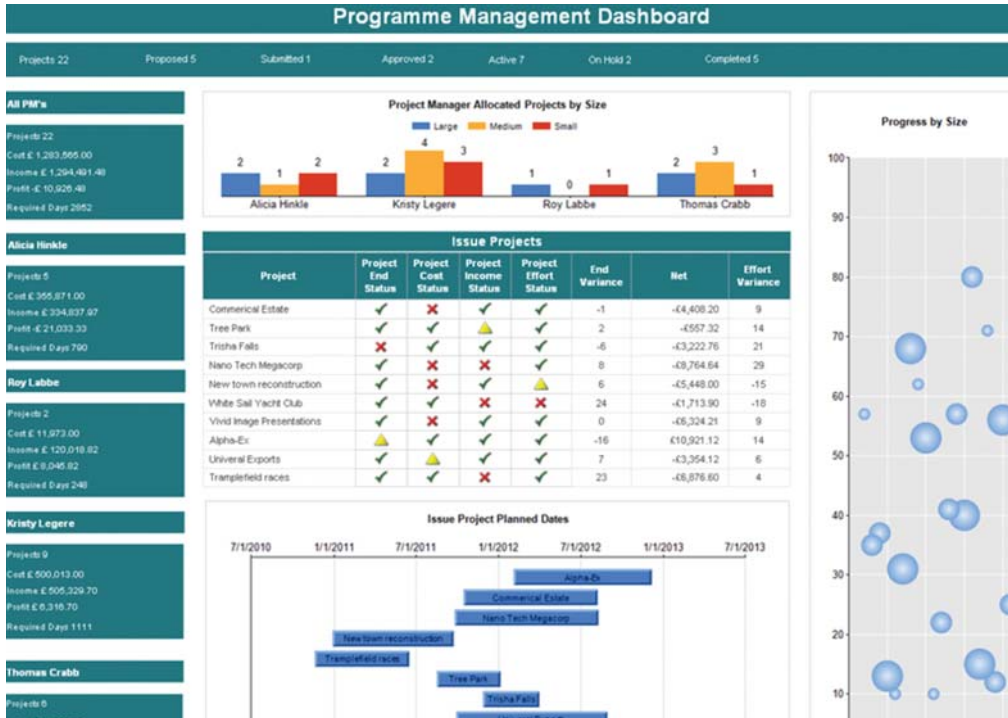 Programme Management Dashboard
Projects 22 Proposed 5 Submitted 1 Approved 2 Active 7 On Hold 2 Completed 5
All PM's
Projects 22
Cost £ 1,283,565.00
Income £ 1,294,491.48
Profit -£ 10,926.48
Required Days 2852
Alicia Hinkle
Projects 5
Cost £ 355,871.00
Income £ 334,837.97
Profit -£ 21,033.33
Required Days 790
Roy Labbe
Projects 2
Cost £ 11,973.00
Income £ 120,018.82
Profit £ 8,045.82
Required Days 248
Kristy Legere
Projects 9
Cost £ 500,013.00
Income £ 505,329.70
Profit £ 6,316.70
Required Days 1111
Thomas Crabb
Projects 6
Project Manager Allocated Projects by Size
Large Medium Small
2 1 2 2 4 3 1 0 1 2 3 1
Alicia Hinkle Kristy Legere Roy Labbe Thomas Crabb
Issue Projects
Project Project End Status Project Cost Status Project Income Status Project Effort Status End Variance Net Effort Variance
Commerical Estate -1 -£4,408.20 9
Tree Park 2 -£557.32 14
Trisha Falls -6 -£3,222.76 21
Nano Tech Megacorp 8 -£8,764.64 29
New town reconstruction 6 -£5,448.00 -15
White Sail Yacht Club 24 -£1,713.90 -18
Vivid Image Presentations 0 -£6,324.21 9
Alpha-Ex -16 £10,921.12 14
Univeral Exports 7 -£3,354.12 6
Tramplefield races 23 -£6,876.60 4
Issue Project Planned Dates
7/1/2010 1/1/2011 7/1/2011 1/1/2012 7/1/2012 1/1/2013 7/1/2013
Alpha-Ex
Commerical Estate
Nano Tech Megacorp
New town reconstruction
Tramplefield races
Tree Park
Trisha Falls
Progress by Size
100
90
80
70
60
50
40
30
20
10